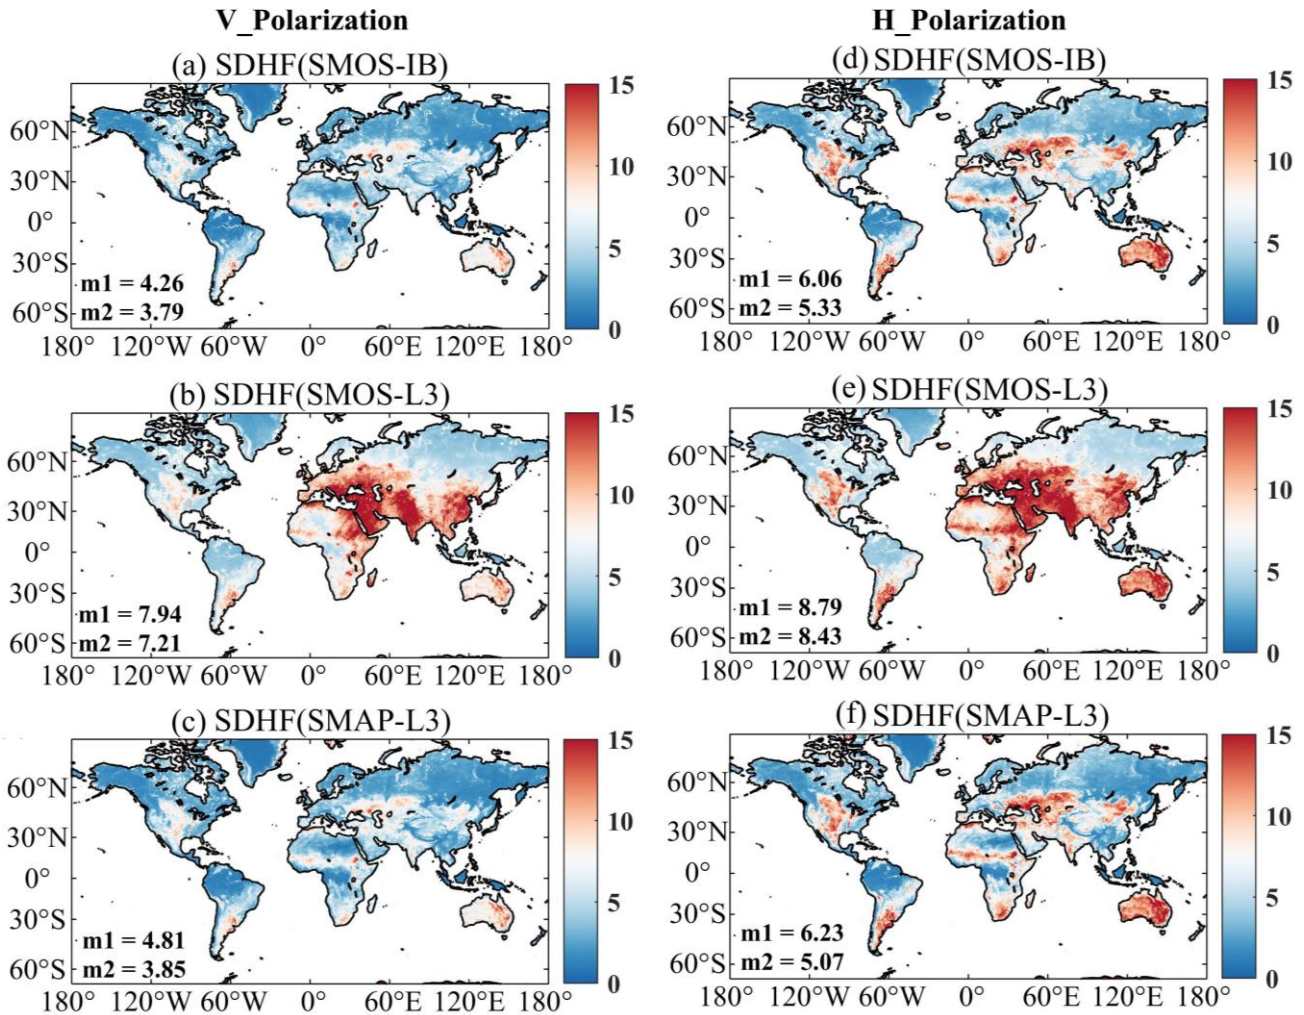 V_Polarization
H_Polarization
(a) SDHF(SMOS-IB)
60°N
30°N
0°
30°S
60°S
m1 = 4.26
m2 = 3.79
180° 120°W 60°W 0° 60°E 120°E 180°
15
10
5
0
(d) SDHF(SMOS-IB)
60°N
30°N
0°
30°S
60°S
m1 = 6.06
m2 = 5.33
180° 120°W 60°W 0° 60°E 120°E 180°
15
10
5
0
(b) SDHF(SMOS-L3)
60°N
30°N
0°
30°S
60°S
m1 = 7.94
m2 = 7.21
180° 120°W 60°W 0° 60°E 120°E 180°
15
10
5
0
(e) SDHF(SMOS-L3)
60°N
30°N
0°
30°S
60°S
m1 = 8.79
m2 = 8.43
180° 120°W 60°W 0° 60°E 120°E 180°
15
10
5
0
(c) SDHF(SMAP-L3)
60°N
30°N
0°
30°S
60°S
m1 = 4.81
m2 = 3.85
180° 120°W 60°W 0° 60°E 120°E 180°
15
10
5
0
(f) SDHF(SMAP-L3)
60°N
30°N
0°
30°S
60°S
m1 = 6.23
m2 = 5.07
180° 120°W 60°W 0° 60°E 120°E 180°
15
10
5
0